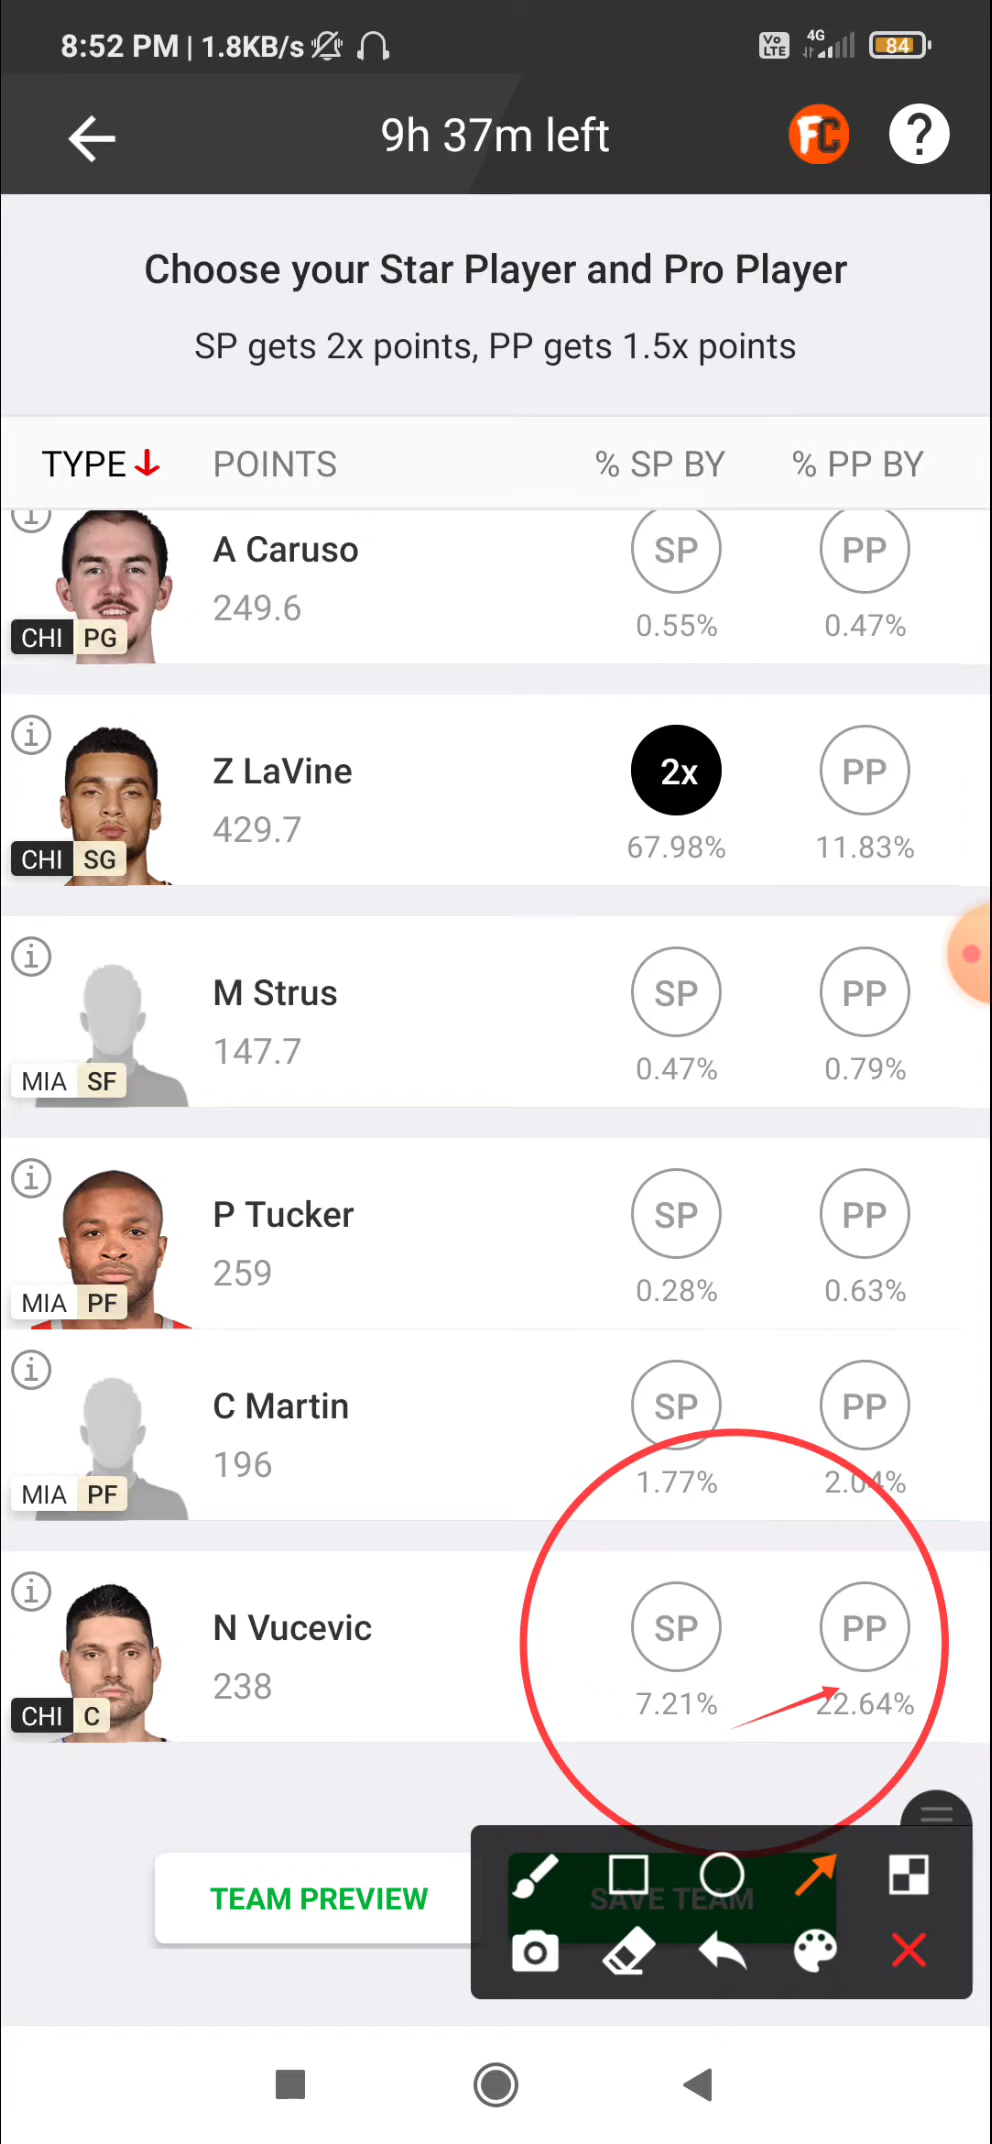 8:52 PM | 1.8KB/s Vo LTE 4G 84
9h 37m left FC ?
Choose your Star Player and Pro Player
SP gets 2x points, PP gets 1.5x points
TYPE POINTS % SP BY % PP BY
A Caruso SP PP
249.6 0.55% 0.47%
CHI PG
Z LaVine 2x PP
429.7 67.98% 11.83%
CHI SG
M Strus SP PP
147.7 0.47% 0.79%
MIA SF
P Tucker SP PP
259 0.28% 0.63%
MIA PF
C Martin SP PP
196 1.77% 2.04%
MIA PF
N Vucevic SP PP
238 7.21% 22.64%
CHI C
TEAM PREVIEW SAVE TEAM